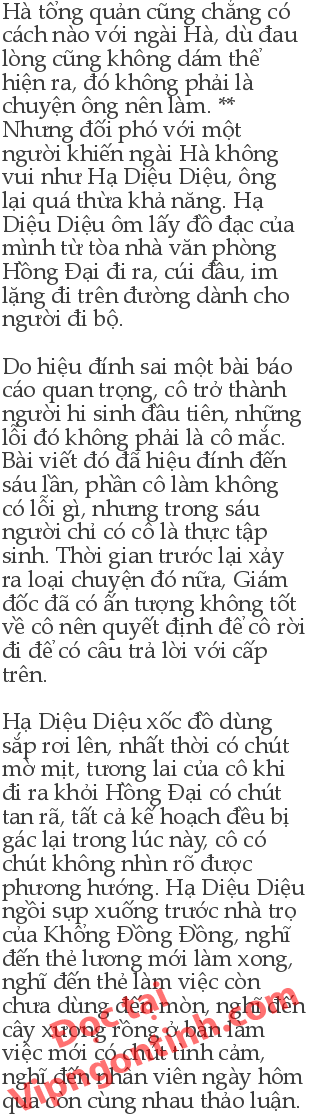 Hà tổng quản cũng chẳng có
cách nào với ngài Hà, dù đau
lòng cũng không dám thể
hiện ra, đó không phải là
chuyện ông nên làm. **
Nhưng đối phó với một
người khiến ngài Hà không
vui như Hạ Diệu Diệu, ông
lại quá thừa khả năng. Hạ
Diệu Diệu ôm lấy đồ đạc của
mình từ tòa nhà văn phòng
Hồng Đại đi ra, cúi đầu, im
lặng đi trên đường dành cho
người đi bộ.

Do hiệu đính sai một bài báo
cáo quan trọng, cô trở thành
người hi sinh đầu tiên, những
lỗi đó không phải là cô mắc.
Bài viết đó đã hiệu đính đến
sáu lần, phần cô làm không
có lỗi gì, nhưng trong sáu
người chỉ có cô là thực tập
sinh. Thời gian trước lại xảy
ra loại chuyện đó nữa, Giám
đốc đã có ấn tượng không tốt
về cô nên quyết định để cô rời
đi để có câu trả lời với cấp
trên.

Hạ Diệu Diệu xốc đồ dùng
sắp rơi lên, nhất thời có chút
mờ mịt, tương lai của cô khi
đi ra khỏi Hồng Đại có chút
tan rã, tất cả kế hoạch đều bị
gác lại trong lúc này, cô có
chút không nhìn rõ được
phương hướng. Hạ Diệu Diệu
ngồi sụp xuống trước nhà trọ
của Khổng Đồng Đồng, nghĩ
đến thẻ lương mới làm xong,
nghĩ đến thẻ làm việc còn
chưa dùng đến mòn, nghĩ đến
cây xương rồng ở bàn làm
việc mới có chút tình cảm,
nghĩ đến nhân viên ngày hôm
qua còn cùng nhau thảo luận.
Đọc tại
Vipngontinh.com